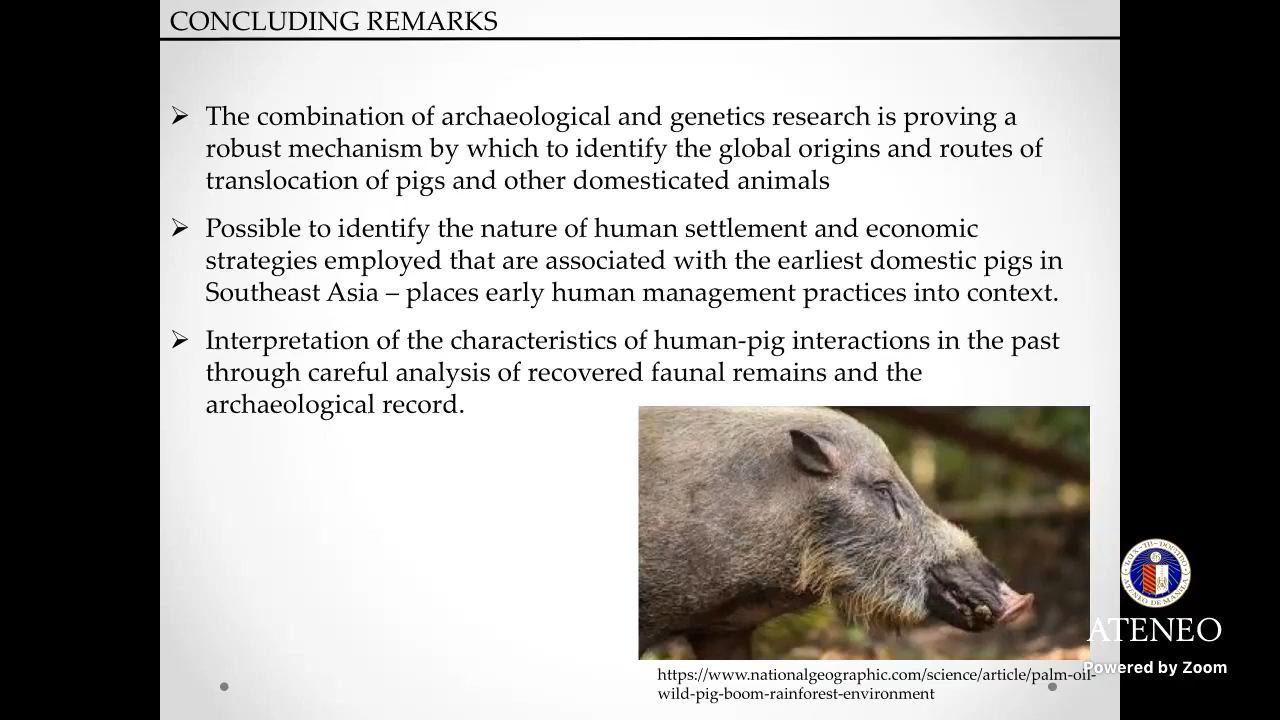 CONCLUDING REMARKS
The combination of archaeological and genetics research is proving a
robust mechanism by which to identify the global origins and routes of
translocation of pigs and other domesticated animals
Possible to identify the nature of human settlement and economic
strategies employed that are associated with the earliest domestic pigs in
Southeast Asia – places early human management practices into context.
Interpretation of the characteristics of human-pig interactions in the past
through careful analysis of recovered faunal remains and the
archaeological record.
ATENEO
Powered by Zoom
https://www.nationalgeographic.com/science/article/palm-oil-
wild-pig-boom-rainforest-environment